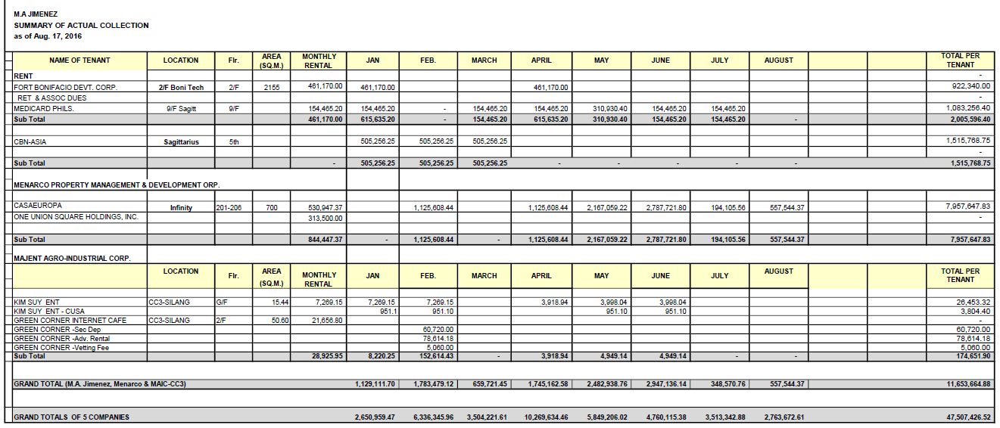 M.A JIMENEZ
SUMMARY OF ACTUAL COLLECTION
as of Aug. 17, 2016
NAME OF TENANT LOCATION Flr. AREA (SQ.M.) MONTHLY RENTAL JAN FEB. MARCH APRIL MAY JUNE JULY AUGUST TOTAL PER TENANT
RENT -
FORT BONIFACIO DEVT. CORP. 2/F Boni Tech 2/F 2155 461,170.00 461,170.00 461,170.00 922,340.00
RET & ASSOC DUES -
MEDICARD PHILS. 9/F Sagitt 9/F 154,465.20 154,465.20 - 154,465.20 154,465.20 310,930.40 154,465.20 154,465.20 1,083,256.40
Sub Total 461,170.00 615,635.20 - 154,465.20 615,635.20 310,930.40 154,465.20 154,465.20 - 2,005,596.40
CBN-ASIA Sagittarius 5th 505,256.25 505,256.25 505,256.25 1,515,768.75
-
Sub Total - 505,256.25 505,256.25 505,256.25 - - - - - 1,515,768.75
MENARCO PROPERTY MANAGEMENT & DEVELOPMENT ORP.
CASAEUROPA Infinity 201-206 700 530,947.37 1,125,608.44 1,125,608.44 2,167,059.22 2,787,721.80 194,105.56 557,544.37 7,957,647.83
ONE UNION SQUARE HOLDINGS, INC. 313,500.00 -
Sub Total 844,447.37 - 1,125,608.44 - 1,125,608.44 2,167,059.22 2,787,721.80 194,105.56 557,544.37 7,957,647.83
MAJENT AGRO-INDUSTRIAL CORP.
LOCATION Flr. AREA (SQ.M.) MONTHLY RENTAL JAN FEB. MARCH APRIL MAY JUNE JULY AUGUST TOTAL PER TENANT
KIM SUY ENT CC3-SILANG G/F 15.44 7,269.15 7,269.15 7,269.15 3,918.94 3,998.04 3,998.04 26,453.32
KIM SUY ENT - CUSA 951.1 951.10 951.10 951.10 3,804.40
GREEN CORNER INTERNET CAFE CC3-SILANG 2/F 50.60 21,656.80 -
GREEN CORNER -Sec Dep 60,720.00 60,720.00
GREEN CORNER -Adv. Rental 78,614.18 78,614.18
GREEN CORNER -Vetting Fee 5,060.00 5,060.00
Sub Total 28,925.95 8,220.25 152,614.43 - 3,918.94 4,949.14 4,949.14 - - 174,651.90
GRAND TOTAL (M.A. Jimenez, Menarco & MAIC-CC3) 1,129,111.70 1,783,479.12 659,721.45 1,745,162.58 2,482,938.76 2,947,136.14 348,570.76 557,544.37 11,653,664.88
GRAND TOTALS OF 5 COMPANIES 2,650,959.47 6,336,345.96 3,504,221.61 10,269,634.46 5,849,206.02 4,760,115.38 3,513,342.88 2,763,672.61 47,507,426.52